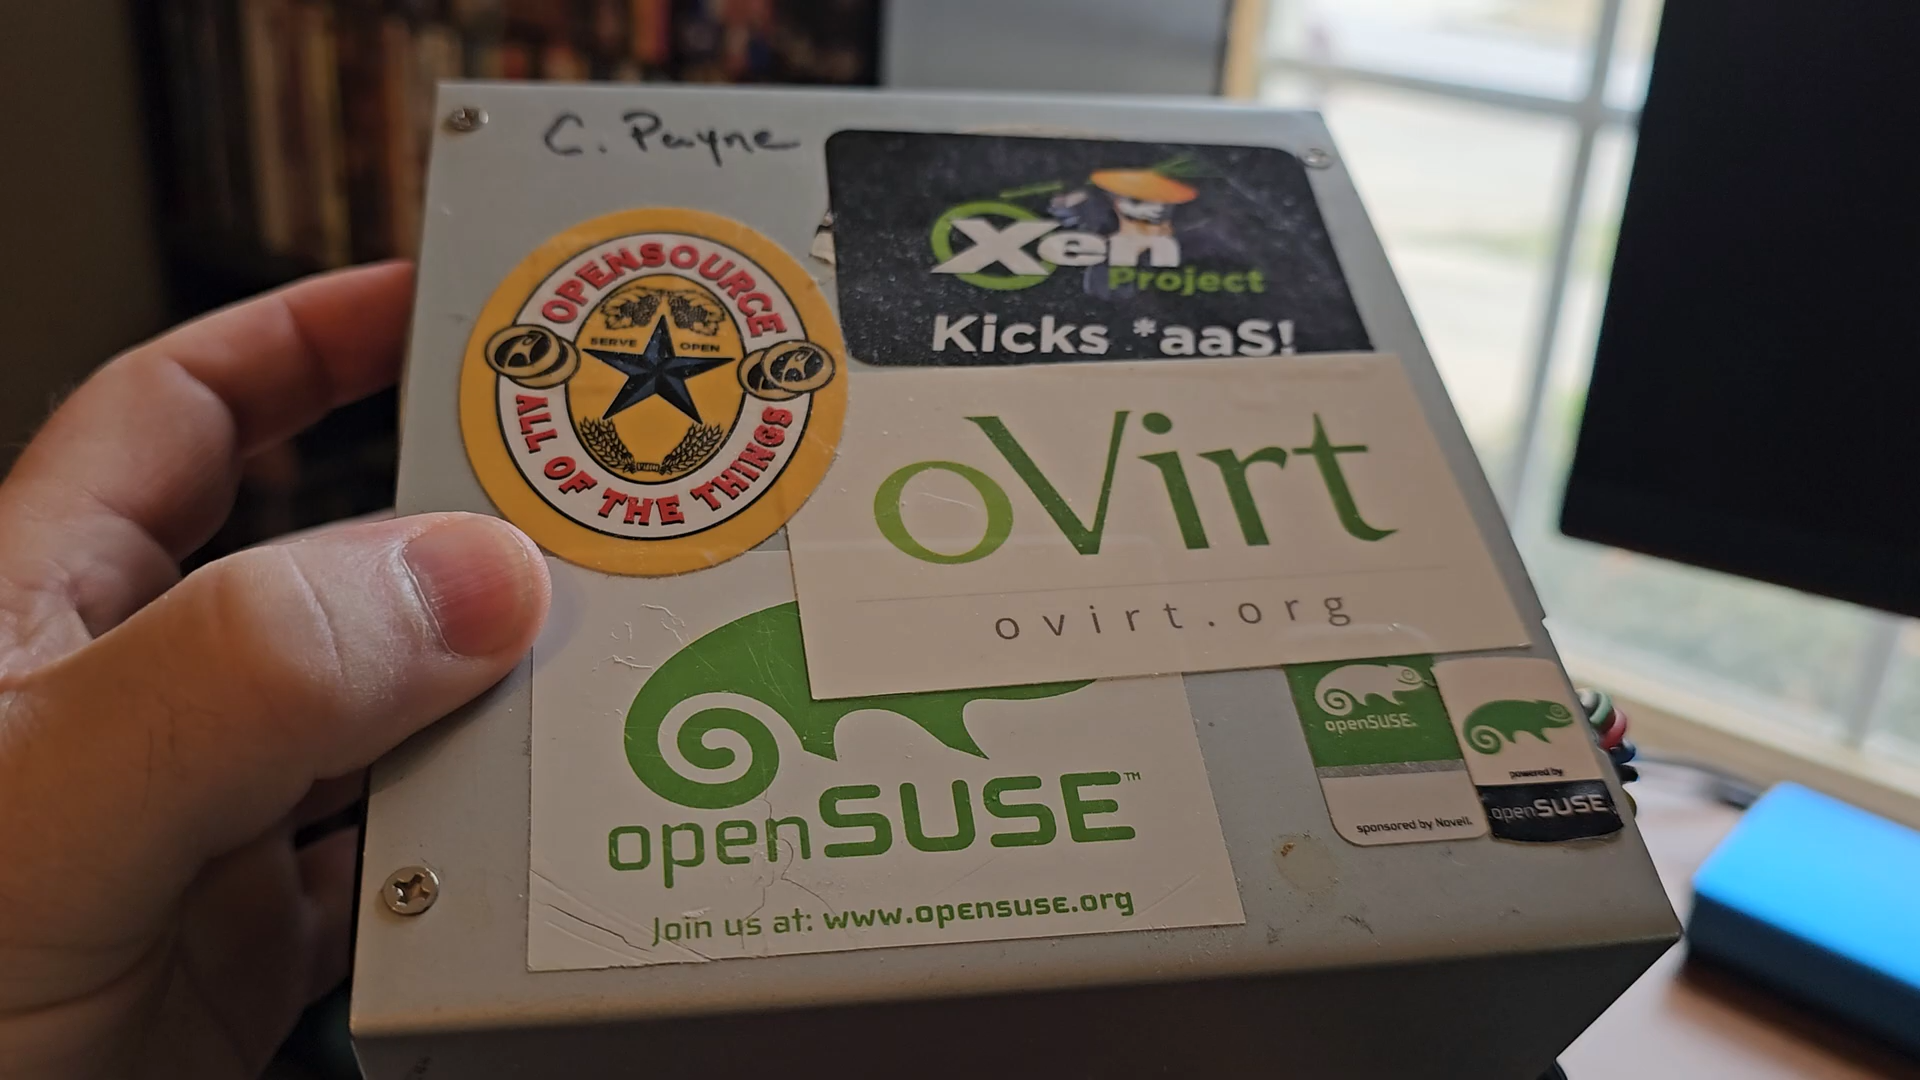 C. Payne
Xen
Project
Kicks *aaS!
OPENSOURCE
SERVE OPEN
ALL OF THE THINGS
oVirt
ovirt.org
openSUSE™
Join us at: www.opensuse.org
openSUSE.
sponsored by Novell.
powered by
openSUSE